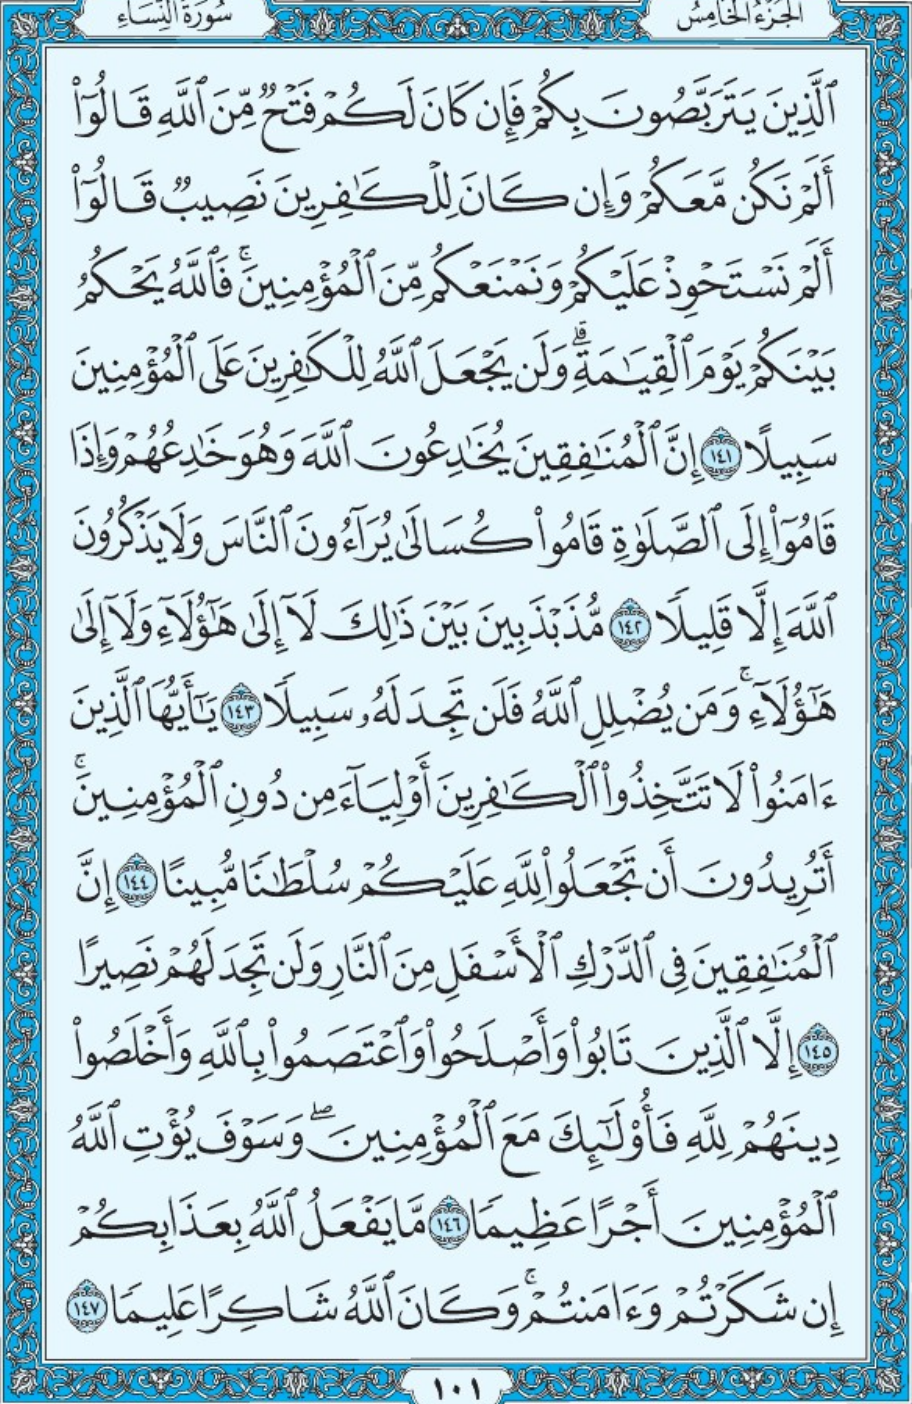 الجزء الخامس
سورة النساء
ٱلَّذِينَ يَتَرَبَّصُونَ بِكُمْ فَإِن كَانَ لَكُمْ فَتْحٌ مِّنَ ٱللَّهِ قَالُوٓا۟
أَلَمْ نَكُن مَّعَكُمْ وَإِن كَانَ لِلْكَـٰفِرِينَ نَصِيبٌ قَالُوٓا۟
أَلَمْ نَسْتَحْوِذْ عَلَيْكُمْ وَنَمْنَعْكُم مِّنَ ٱلْمُؤْمِنِينَ ۚ فَٱللَّهُ يَحْكُمُ
بَيْنَكُمْ يَوْمَ ٱلْقِيَـٰمَةِ ۗ وَلَن يَجْعَلَ ٱللَّهُ لِلْكَـٰفِرِينَ عَلَى ٱلْمُؤْمِنِينَ
سَبِيلًا ١٤١ إِنَّ ٱلْمُنَـٰفِقِينَ يُخَـٰدِعُونَ ٱللَّهَ وَهُوَ خَـٰدِعُهُمْ وَإِذَا
قَامُوٓا۟ إِلَى ٱلصَّلَوٰةِ قَامُوا۟ كُسَالَىٰ يُرَآءُونَ ٱلنَّاسَ وَلَا يَذْكُرُونَ
ٱللَّهَ إِلَّا قَلِيلًا ١٤٢ مُّذَبْذَبِينَ بَيْنَ ذَٰلِكَ لَآ إِلَىٰ هَـٰٓؤُلَآءِ وَلَآ إِلَىٰ
هَـٰٓؤُلَآءِ ۚ وَمَن يُضْلِلِ ٱللَّهُ فَلَن تَجِدَ لَهُۥ سَبِيلًا ١٤٣ يَـٰٓأَيُّهَا ٱلَّذِينَ
ءَامَنُوا۟ لَا تَتَّخِذُوا۟ ٱلْكَـٰفِرِينَ أَوْلِيَآءَ مِن دُونِ ٱلْمُؤْمِنِينَ ۚ
أَتُرِيدُونَ أَن تَجْعَلُوا۟ لِلَّهِ عَلَيْكُمْ سُلْطَـٰنًا مُّبِينًا ١٤٤ إِنَّ
ٱلْمُنَـٰفِقِينَ فِى ٱلدَّرْكِ ٱلْأَسْفَلِ مِنَ ٱلنَّارِ وَلَن تَجِدَ لَهُمْ نَصِيرًا
١٤٥ إِلَّا ٱلَّذِينَ تَابُوا۟ وَأَصْلَحُوا۟ وَٱعْتَصَمُوا۟ بِٱللَّهِ وَأَخْلَصُوا۟
دِينَهُمْ لِلَّهِ فَأُو۟لَـٰٓئِكَ مَعَ ٱلْمُؤْمِنِينَ ۖ وَسَوْفَ يُؤْتِ ٱللَّهُ
ٱلْمُؤْمِنِينَ أَجْرًا عَظِيمًا ١٤٦ مَّا يَفْعَلُ ٱللَّهُ بِعَذَابِكُمْ
إِن شَكَرْتُمْ وَءَامَنتُمْ ۚ وَكَانَ ٱللَّهُ شَاكِرًا عَلِيمًا ١٤٧
١٠١